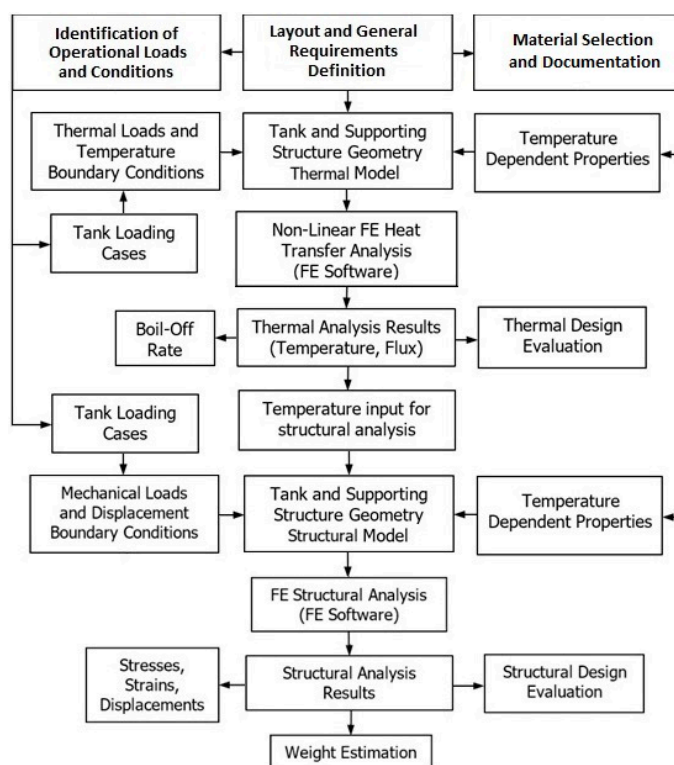 Identification of
Operational Loads
and Conditions
Layout and General
Requirements
Definition
Material Selection
and Documentation
Thermal Loads and
Temperature
Boundary Conditions
Tank and Supporting
Structure Geometry
Thermal Model
Temperature
Dependent Properties
Tank Loading
Cases
Non-Linear FE Heat
Transfer Analysis
(FE Software)
Boil-Off
Rate
Thermal Analysis Results
(Temperature, Flux)
Thermal Design
Evaluation
Tank Loading
Cases
Temperature input for
structural analysis
Mechanical Loads
and Displacement
Boundary Conditions
Tank and Supporting
Structure Geometry
Structural Model
Temperature
Dependent Properties
FE Structural Analysis
(FE Software)
Stresses,
Strains,
Displacements
Structural Analysis
Results
Structural Design
Evaluation
Weight Estimation